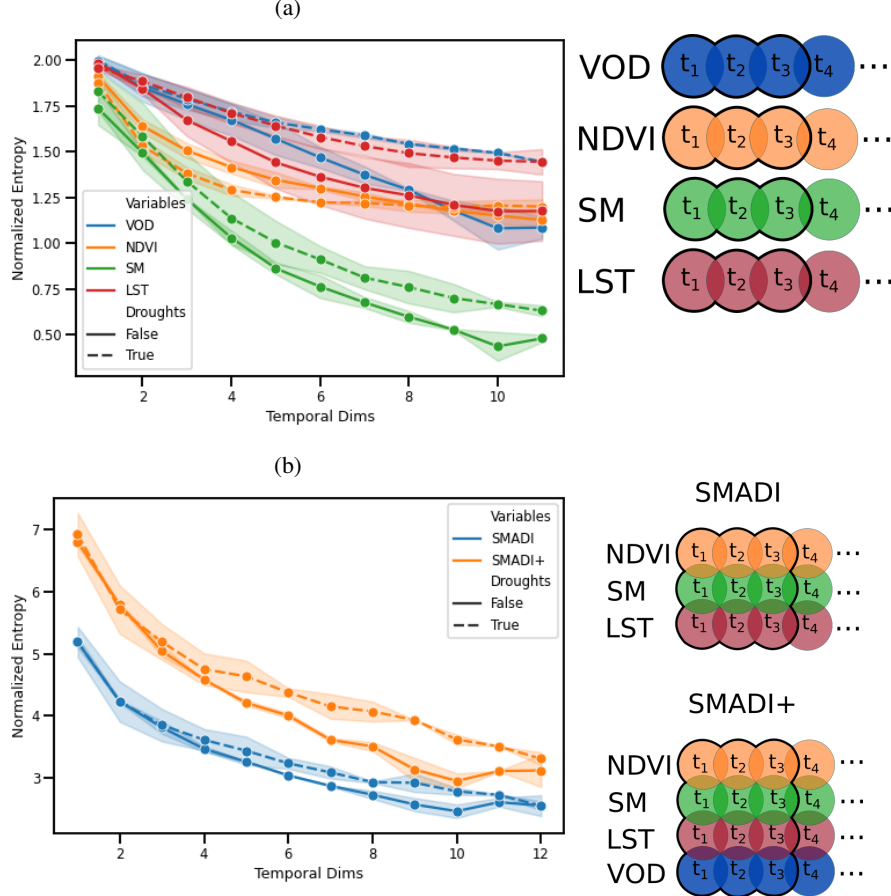 (a)
2.00
1.75
1.50
1.25
1.00
0.75
0.50
Normalized Entropy
Variables
VOD
NDVI
SM
LST
Droughts
False
True
2 4 6 8 10
Temporal Dims
VOD t1 t2 t3 t4 ...
NDVI t1 t2 t3 t4 ...
SM t1 t2 t3 t4 ...
LST t1 t2 t3 t4 ...
(b)
7
6
5
4
3
Normalized Entropy
Variables
SMADI
SMADI+
Droughts
False
True
2 4 6 8 10 12
Temporal Dims
SMADI
NDVI t1 t2 t3 t4 ...
SM t1 t2 t3 t4 ...
LST t1 t2 t3 t4 ...
SMADI+
NDVI t1 t2 t3 t4 ...
SM t1 t2 t3 t4 ...
LST t1 t2 t3 t4 ...
VOD t1 t2 t3 t4 ...